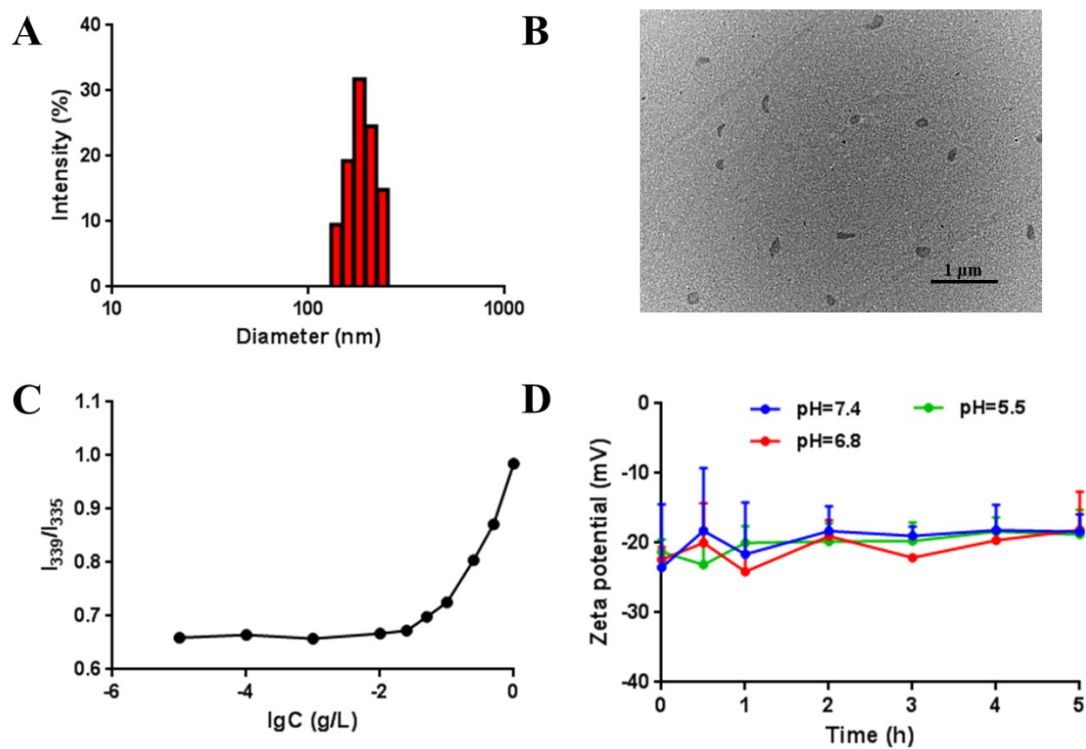 A
40
30
20
10
0
Intensity (%)
10
100
1000
Diameter (nm)
B
1 μm
C
1.1
1.0
0.9
0.8
0.7
0.6
I339/I335
-6
-4
-2
0
lgC (g/L)
D
0
-10
-20
-30
-40
Zeta potential (mV)
pH=7.4
pH=5.5
pH=6.8
0
1
2
3
4
5
Time (h)